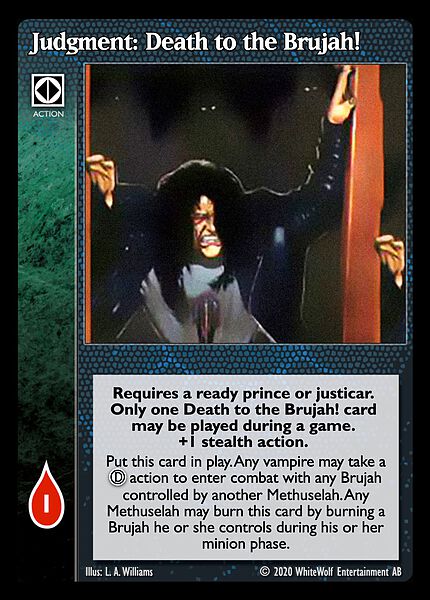 Judgment: Death to the Brujah!
ACTION
Requires a ready prince or justicar.
Only one Death to the Brujah! card
may be played during a game.
+1 stealth action.
Put this card in play. Any vampire may take a
Ⓓ action to enter combat with any Brujah
controlled by another Methuselah. Any
Methuselah may burn this card by burning a
Brujah he or she controls during his or her
minion phase.
1
Illus: L. A. Williams © 2020 WhiteWolf Entertainment AB